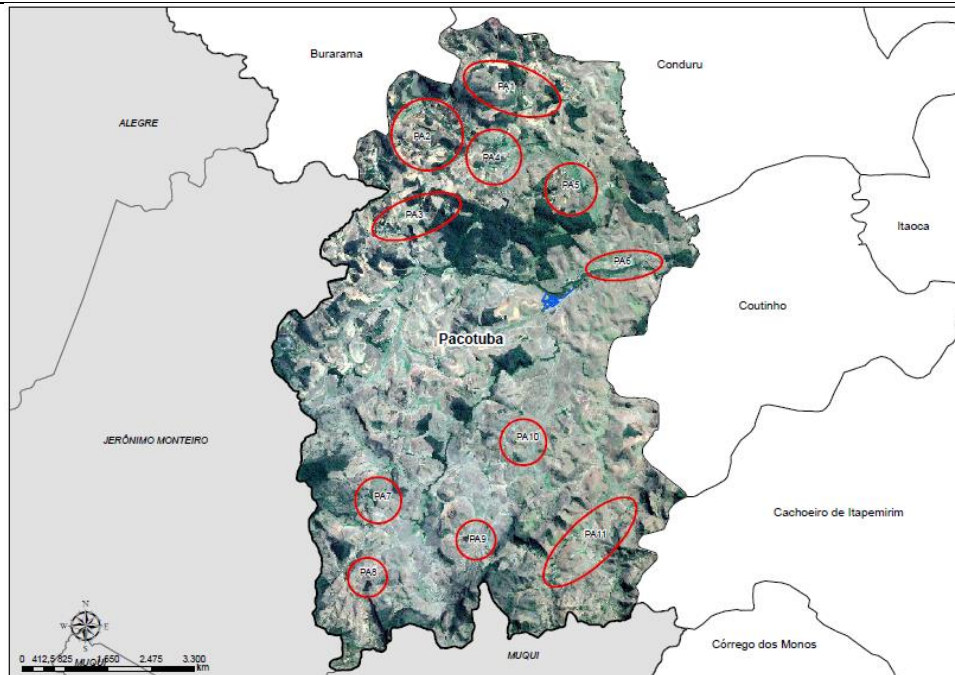 Burarama
Conduru
ALEGRE
PA1
PA2
PA4
PA5
PA3
Itaoca
PA6
Coutinho
Pacotuba
JERÔNIMO MONTEIRO
PA10
PA7
Cachoeiro de Itapemirim
PA9
PA11
PA8
N
W E
S
Córrego dos Monos
MUQUI
0 412,5 825 1.650 2.475 3.300
km
MUQUI